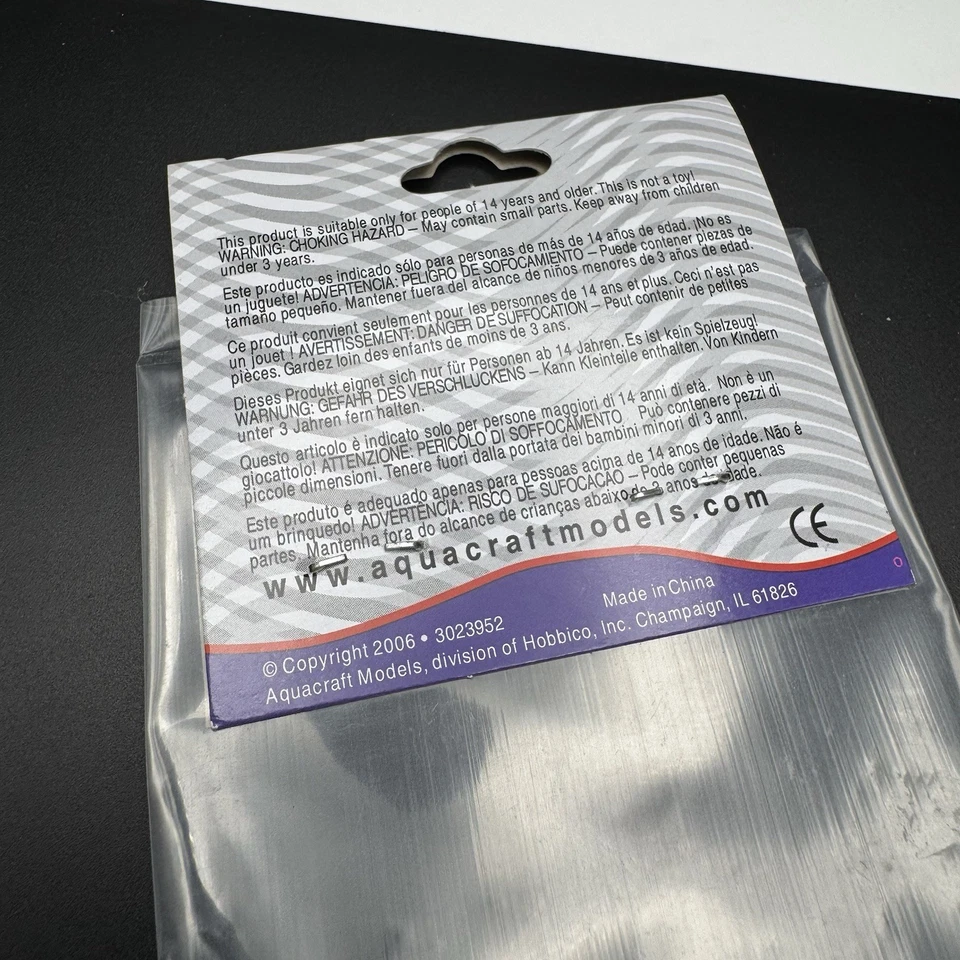 This product is suitable only for people of 14 years and older. This is not a toy!
WARNING: CHOKING HAZARD – May contain small parts. Keep away from children
under 3 years.
Este producto es indicado sólo para personas de más de 14 años de edad. ¡No es
un juguete! ADVERTENCIA: PELIGRO DE SOFOCAMIENTO – Puede contener piezas de
tamaño pequeño. Mantener fuera del alcance de niños menores de 3 años de edad.
Ce produit convient seulement pour les personnes de 14 ans et plus. Ceci n'est pas
un jouet ! AVERTISSEMENT: DANGER DE SUFFOCATION – Peut contenir de petites
pièces. Gardez loin des enfants de moins de 3 ans.
Dieses Produkt eignet sich nur für Personen ab 14 Jahren. Es ist kein Spielzeug!
WARNUNG: GEFAHR DES VERSCHLUCKENS – Kann Kleinteile enthalten. Von Kindern
unter 3 Jahren fern halten.
Questo articolo è indicato solo per persone maggiori di 14 anni di età. Non è un
giocattolo! ATTENZIONE: PERICOLO DI SOFFOCAMENTO Può contenere pezzi di
piccole dimensioni. Tenere fuori dalla portata dei bambini minori di 3 anni.
Este produto é adequado apenas para pessoas acima de 14 anos de idade. Não é
um brinquedo! ADVERTENCIA: RISCO DE SUFOCACAO – Pode conter pequenas
partes. Mantenha fora do alcance de crianças abaixo anos
www.aquacraftmodels.com
CE
© Copyright 2006 • 3023952 Made in China
Aquacraft Models, division of Hobbico, Inc. Champaign, IL 61826
0